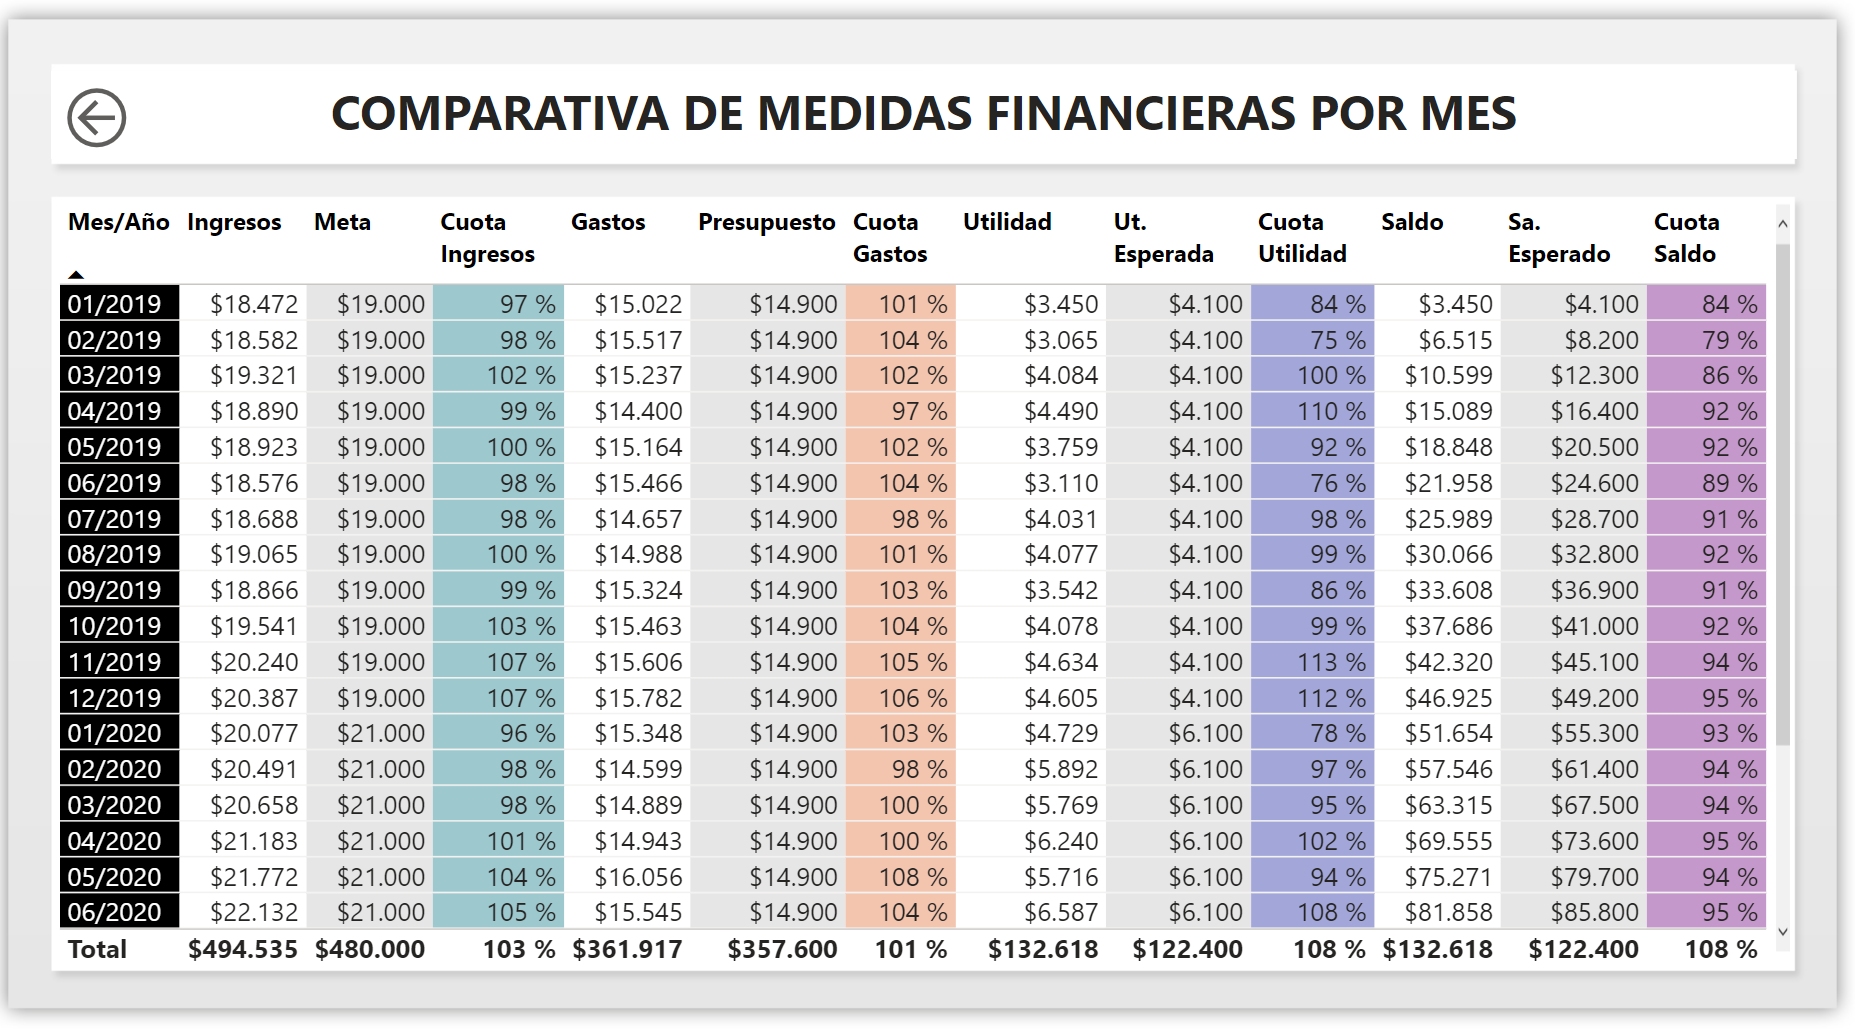 COMPARATIVA DE MEDIDAS FINANCIERAS POR MES
Mes/Año Ingresos Meta Cuota Ingresos Gastos Presupuesto Cuota Gastos Utilidad Ut. Esperada Cuota Utilidad Saldo Sa. Esperado Cuota Saldo
01/2019 $18.472 $19.000 97 % $15.022 $14.900 101 % $3.450 $4.100 84 % $3.450 $4.100 84 %
02/2019 $18.582 $19.000 98 % $15.517 $14.900 104 % $3.065 $4.100 75 % $6.515 $8.200 79 %
03/2019 $19.321 $19.000 102 % $15.237 $14.900 102 % $4.084 $4.100 100 % $10.599 $12.300 86 %
04/2019 $18.890 $19.000 99 % $14.400 $14.900 97 % $4.490 $4.100 110 % $15.089 $16.400 92 %
05/2019 $18.923 $19.000 100 % $15.164 $14.900 102 % $3.759 $4.100 92 % $18.848 $20.500 92 %
06/2019 $18.576 $19.000 98 % $15.466 $14.900 104 % $3.110 $4.100 76 % $21.958 $24.600 89 %
07/2019 $18.688 $19.000 98 % $14.657 $14.900 98 % $4.031 $4.100 98 % $25.989 $28.700 91 %
08/2019 $19.065 $19.000 100 % $14.988 $14.900 101 % $4.077 $4.100 99 % $30.066 $32.800 92 %
09/2019 $18.866 $19.000 99 % $15.324 $14.900 103 % $3.542 $4.100 86 % $33.608 $36.900 91 %
10/2019 $19.541 $19.000 103 % $15.463 $14.900 104 % $4.078 $4.100 99 % $37.686 $41.000 92 %
11/2019 $20.240 $19.000 107 % $15.606 $14.900 105 % $4.634 $4.100 113 % $42.320 $45.100 94 %
12/2019 $20.387 $19.000 107 % $15.782 $14.900 106 % $4.605 $4.100 112 % $46.925 $49.200 95 %
01/2020 $20.077 $21.000 96 % $15.348 $14.900 103 % $4.729 $6.100 78 % $51.654 $55.300 93 %
02/2020 $20.491 $21.000 98 % $14.599 $14.900 98 % $5.892 $6.100 97 % $57.546 $61.400 94 %
03/2020 $20.658 $21.000 98 % $14.889 $14.900 100 % $5.769 $6.100 95 % $63.315 $67.500 94 %
04/2020 $21.183 $21.000 101 % $14.943 $14.900 100 % $6.240 $6.100 102 % $69.555 $73.600 95 %
05/2020 $21.772 $21.000 104 % $16.056 $14.900 108 % $5.716 $6.100 94 % $75.271 $79.700 94 %
06/2020 $22.132 $21.000 105 % $15.545 $14.900 104 % $6.587 $6.100 108 % $81.858 $85.800 95 %
Total $494.535 $480.000 103 % $361.917 $357.600 101 % $132.618 $122.400 108 % $132.618 $122.400 108 %